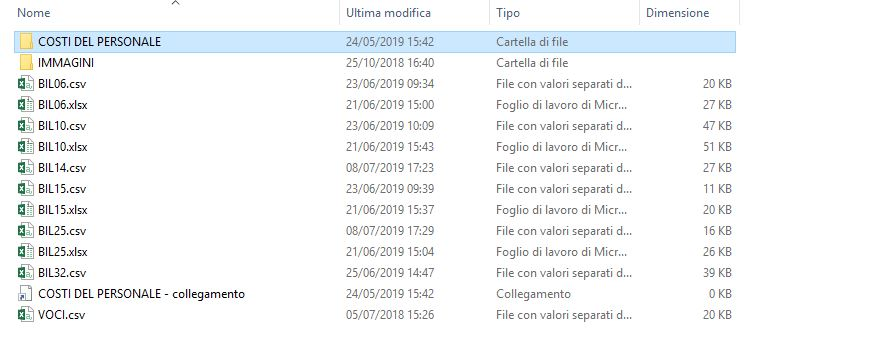 Nome Ultima modifica Tipo Dimensione
COSTI DEL PERSONALE 24/05/2019 15:42 Cartella di file
IMMAGINI 25/10/2018 16:40 Cartella di file
BIL06.csv 23/06/2019 09:34 File con valori separati d... 20 KB
BIL06.xlsx 21/06/2019 15:00 Foglio di lavoro di Micr... 27 KB
BIL10.csv 23/06/2019 10:09 File con valori separati d... 47 KB
BIL10.xlsx 21/06/2019 15:43 Foglio di lavoro di Micr... 51 KB
BIL14.csv 08/07/2019 17:23 File con valori separati d... 27 KB
BIL15.csv 23/06/2019 09:39 File con valori separati d... 11 KB
BIL15.xlsx 21/06/2019 15:37 Foglio di lavoro di Micr... 20 KB
BIL25.csv 08/07/2019 17:29 File con valori separati d... 16 KB
BIL25.xlsx 21/06/2019 15:04 Foglio di lavoro di Micr... 26 KB
BIL32.csv 25/06/2019 14:47 File con valori separati d... 39 KB
COSTI DEL PERSONALE - collegamento 24/05/2019 15:42 Collegamento 0 KB
VOCI.csv 05/07/2018 15:26 File con valori separati d... 20 KB